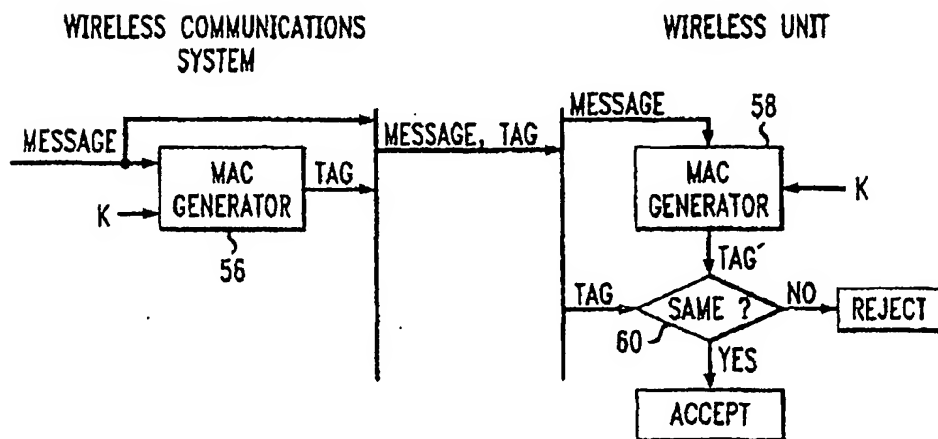 WIRELESS COMMUNICATIONS
SYSTEM
WIRELESS UNIT
MESSAGE
K
MAC
GENERATOR
56
TAG
MESSAGE, TAG
MESSAGE
58
MAC
GENERATOR
K
TAG´
TAG
SAME ?
60
NO
REJECT
YES
ACCEPT